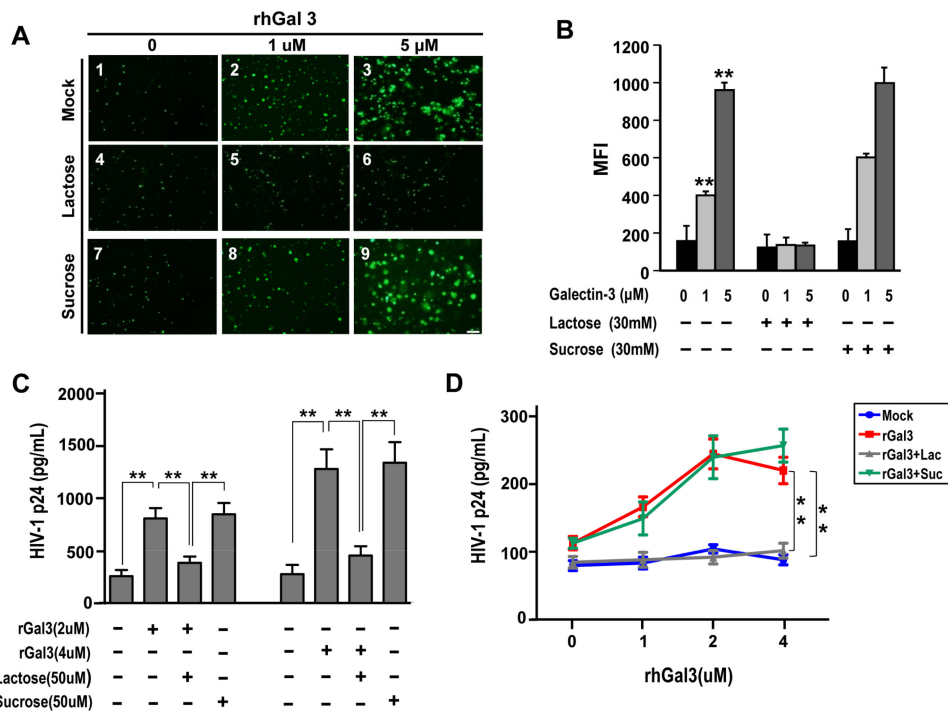 A
rhGal 3
0 1 uM 5 µM
Mock
Lactose
Sucrose
1 2 3
4 5 6
7 8 9
B
MFI
1200
1000
800
600
400
200
0
**
**
Galectin-3 (µM) 0 1 5 0 1 5 0 1 5
Lactose (30mM) – – – + + + – – –
Sucrose (30mM) – – – – – – + + +
C
HIV-1 p24 (pg/mL)
2000
1500
1000
500
0
** ** **
** ** **
rGal3(2uM) – + + – – – – –
rGal3(4uM) – – – – – + + –
Lactose(50uM) – – + – – – + –
Sucrose(50uM) – – – + – – – +
D
HIV-1 p24 (pg/mL)
300
200
100
0
0 1 2 4
rhGal3(uM)
Mock
rGal3
rGal3+Lac
rGal3+Suc
**
**